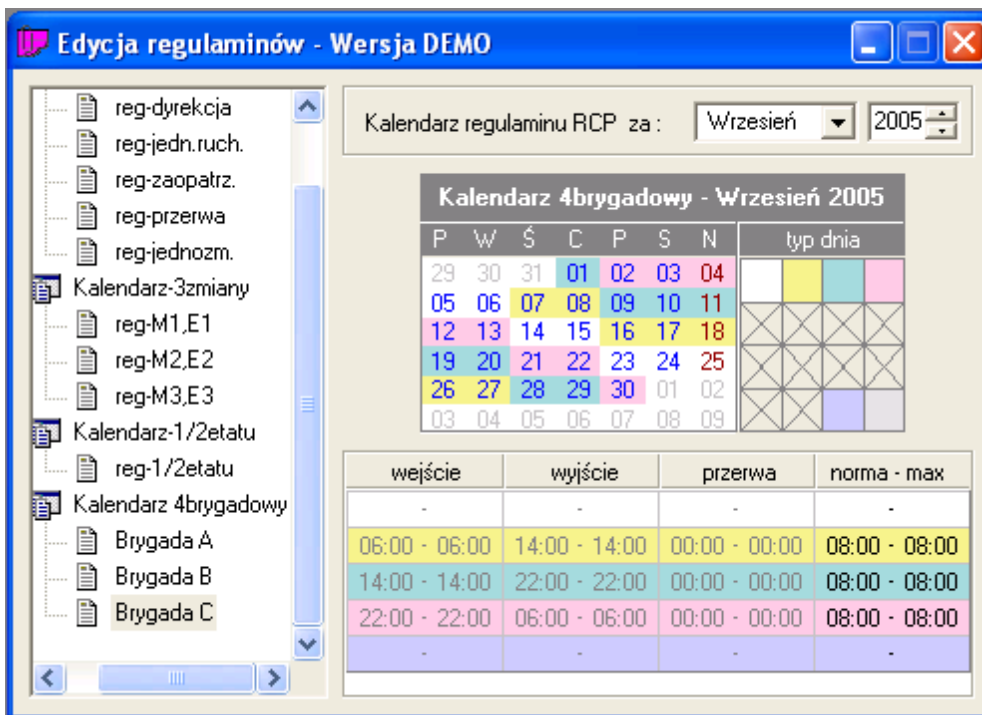 Edycja regulaminów - Wersja DEMO
reg-dyrekcja
reg-jedn.ruch.
reg-zaopatrz.
reg-przerwa
reg-jednozm.
Kalendarz-3zmiany
reg-M1,E1
reg-M2,E2
reg-M3,E3
Kalendarz-1/2etatu
reg-1/2etatu
Kalendarz 4brygadowy
Brygada A
Brygada B
Brygada C
Kalendarz regulaminu RCP za : Wrzesień 2005
Kalendarz 4brygadowy - Wrzesień 2005
P W Ś C P S N typ dnia
29 30 31 01 02 03 04
05 06 07 08 09 10 11
12 13 14 15 16 17 18
19 20 21 22 23 24 25
26 27 28 29 30 01 02
03 04 05 06 07 08 09
wejście wyjście przerwa norma - max
- - - -
06:00 - 06:00 14:00 - 14:00 00:00 - 00:00 08:00 - 08:00
14:00 - 14:00 22:00 - 22:00 00:00 - 00:00 08:00 - 08:00
22:00 - 22:00 06:00 - 06:00 00:00 - 00:00 08:00 - 08:00
- - - -